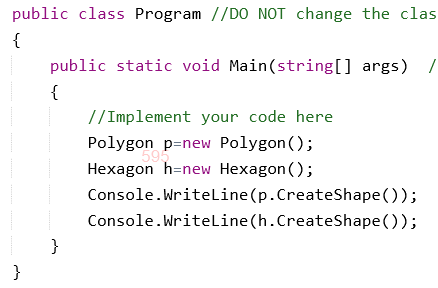 public class Program //DO NOT change the clas
{
public static void Main(string[] args) /
{
//Implement your code here
Polygon p=new Polygon();
595
Hexagon h=new Hexagon();
Console.WriteLine(p.CreateShape());
Console.WriteLine(h.CreateShape());
}
}